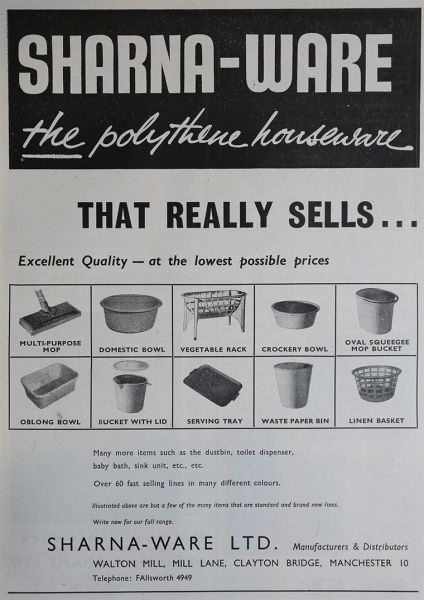 SHARNA-WARE
the polythene houseware
THAT REALLY SELLS...
Excellent Quality — at the lowest possible prices
MULTI-PURPOSE MOP
DOMESTIC BOWL
VEGETABLE RACK
CROCKERY BOWL
OVAL SQUEEGEE MOP BUCKET
OBLONG BOWL
BUCKET WITH LID
SERVING TRAY
WASTE PAPER BIN
LINEN BASKET
Many more items such as the dustbin, toilet dispenser,
baby bath, sink unit, etc., etc.
Over 60 fast selling lines in many different colours.
Illustrated above are but a few of the many items that are standard and brand new lines.
Write now for our full range.
SHARNA-WARE LTD. Manufacturers & Distributors
WALTON MILL, MILL LANE, CLAYTON BRIDGE, MANCHESTER 10
Telephone: FAIlsworth 4949